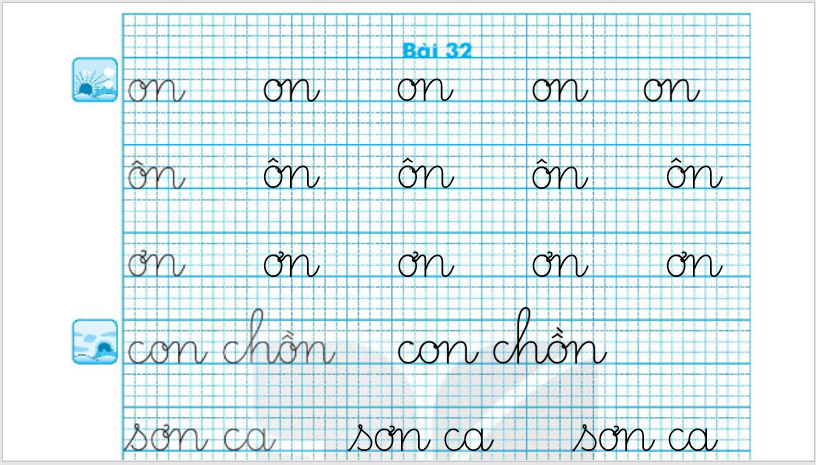 Bài 32
on on on on on
ôn ôn ôn ôn ôn
ơn ơn ơn ơn ơn
con chồn con chồn
sơn ca sơn ca sơn ca